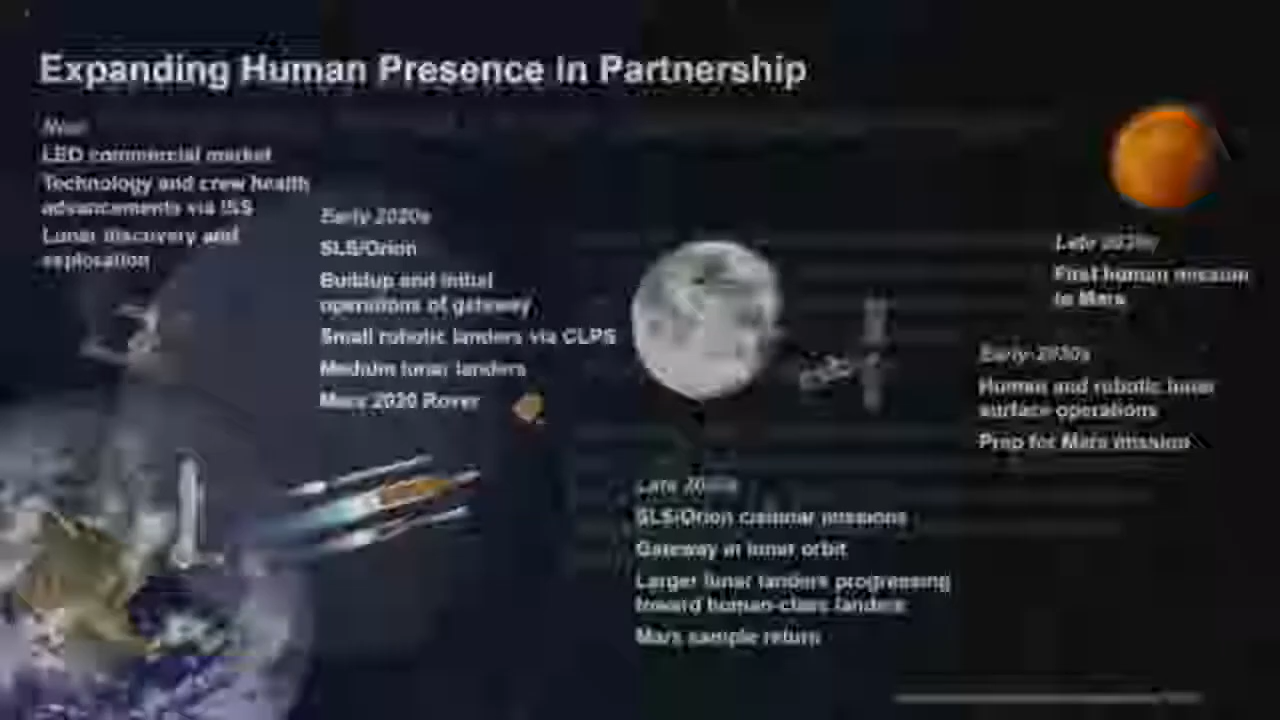 Expanding Human Presence in Partnership
Now
LEO commercial market
Technology and crew health
advancements via ISS
Lunar discovery and
exploration
Early 2020s
SLS/Orion
Buildup and initial
operations of gateway
Small robotic landers via CLPS
Medium lunar landers
Mars 2020 Rover
Late 2030s
First human mission
to Mars
Early 2030s
Human and robotic lunar
surface operations
Prep for Mars mission
Late 2020s
SLS/Orion cislunar missions
Gateway in lunar orbit
Larger lunar landers progressing
toward human-class landers
Mars sample return